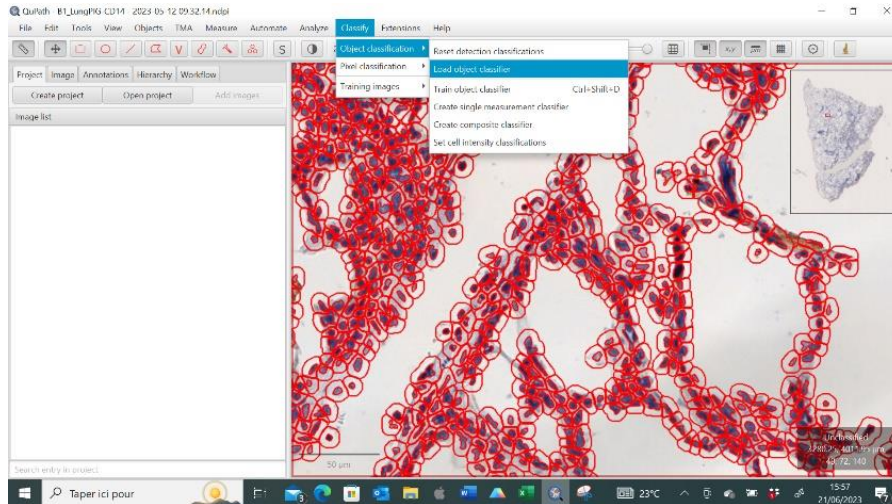 QuPath - B1_LungPIG-CD14 - 2023-05-12 09.32.14.ndpi
File Edit Tools View Objects TMA Measure Automate Analyze Classify Extensions Help
Object classification
Pixel classification
Training images
Reset detection classifications
Load object classifier
Train object classifier Ctrl+Shift+D
Create single measurement classifier
Create composite classifier
Set cell intensity classifications
Project Image Annotations Hierarchy Workflow
Create project Open project Add images
Image list
Search entry in project
50 µm
Unclassified
Taper ici pour
23°C
15:57
21/06/2023